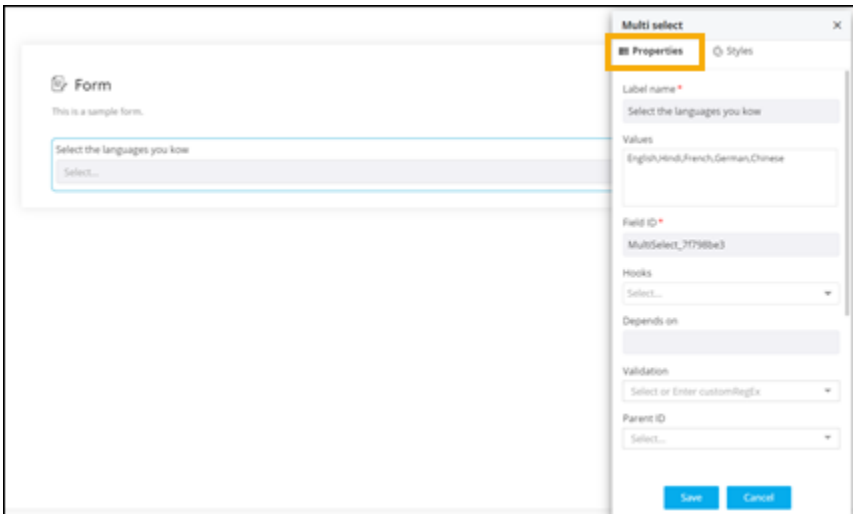 Multi select
Properties
Styles
Form
This is a sample form.
Select the languages you kow
Select...
Label name*
Select the languages you kow
Values
English,Hindi,French,German,Chinese
Field ID*
MultiSelect_7f798be3
Hooks
Select...
Depends on
Validation
Select or Enter customRegEx
Parent ID
Select...
Save
Cancel